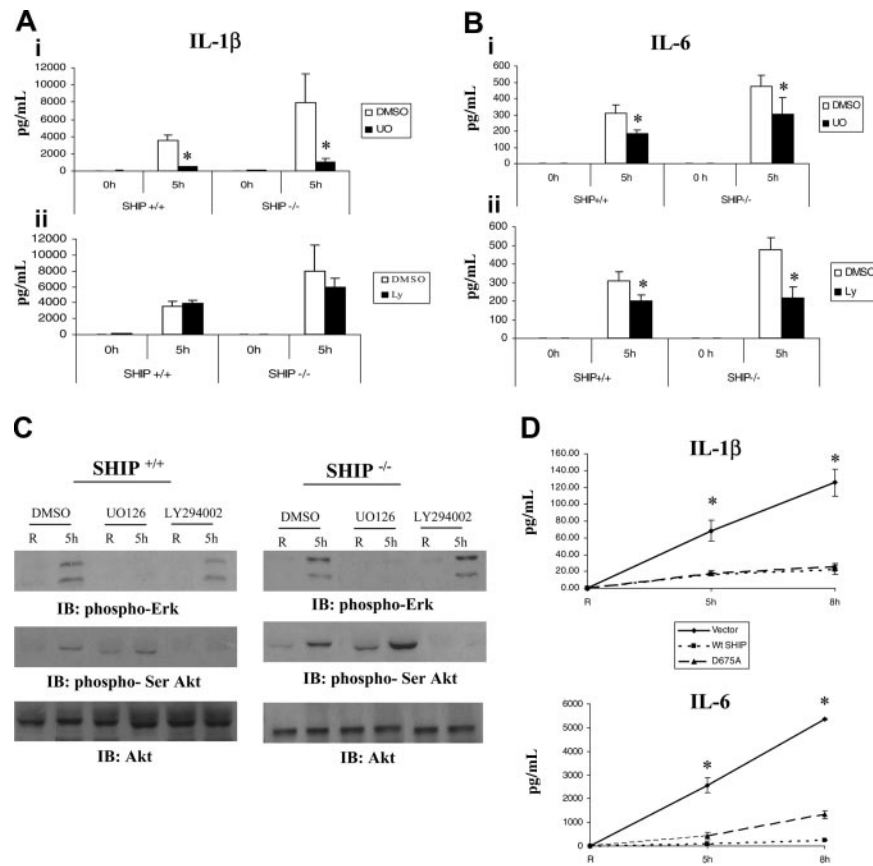 A
IL-1β
i
pg/mL
12000
10000
8000
6000
4000
2000
0
*
*
DMSO
UO
0h
5h
0h
5h
SHIP +/+
SHIP -/-
ii
pg/mL
12000
10000
8000
6000
4000
2000
0
DMSO
Ly
0h
5h
0h
5h
SHIP +/+
SHIP -/-
B
IL-6
i
pg/mL
600
500
400
300
200
100
0
*
*
DMSO
UO
0h
5h
0 h
5h
SHIP+/+
SHIP-/-
ii
pg/mL
600
500
400
300
200
100
0
*
*
DMSO
Ly
0h
5h
0 h
5h
SHIP+/+
SHIP-/-
C
SHIP +/+
DMSO UO126 LY294002
R 5h R 5h R 5h
IB: phospho-Erk
IB: phospho- Ser Akt
IB: Akt
SHIP -/-
DMSO UO126 LY294002
R 5h R 5h R 5h
IB: phospho-Erk
IB: phospho- Ser Akt
IB: Akt
D
IL-1β
pg/mL
160.00
140.00
120.00
100.00
80.00
60.00
40.00
20.00
0.00
*
*
R
5h
8h
Vector
Wt SHIP
D675A
IL-6
pg/mL
6000
5000
4000
3000
2000
1000
0
*
*
R
5h
8h